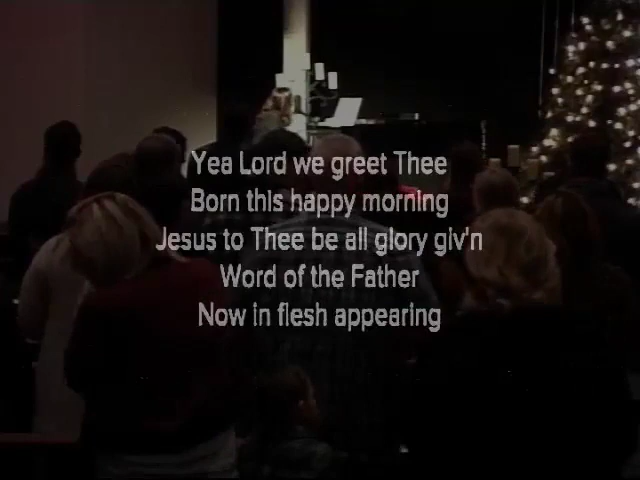 Yea Lord we greet Thee
Born this happy morning
Jesus to Thee be all glory giv'n
Word of the Father
Now in flesh appearing